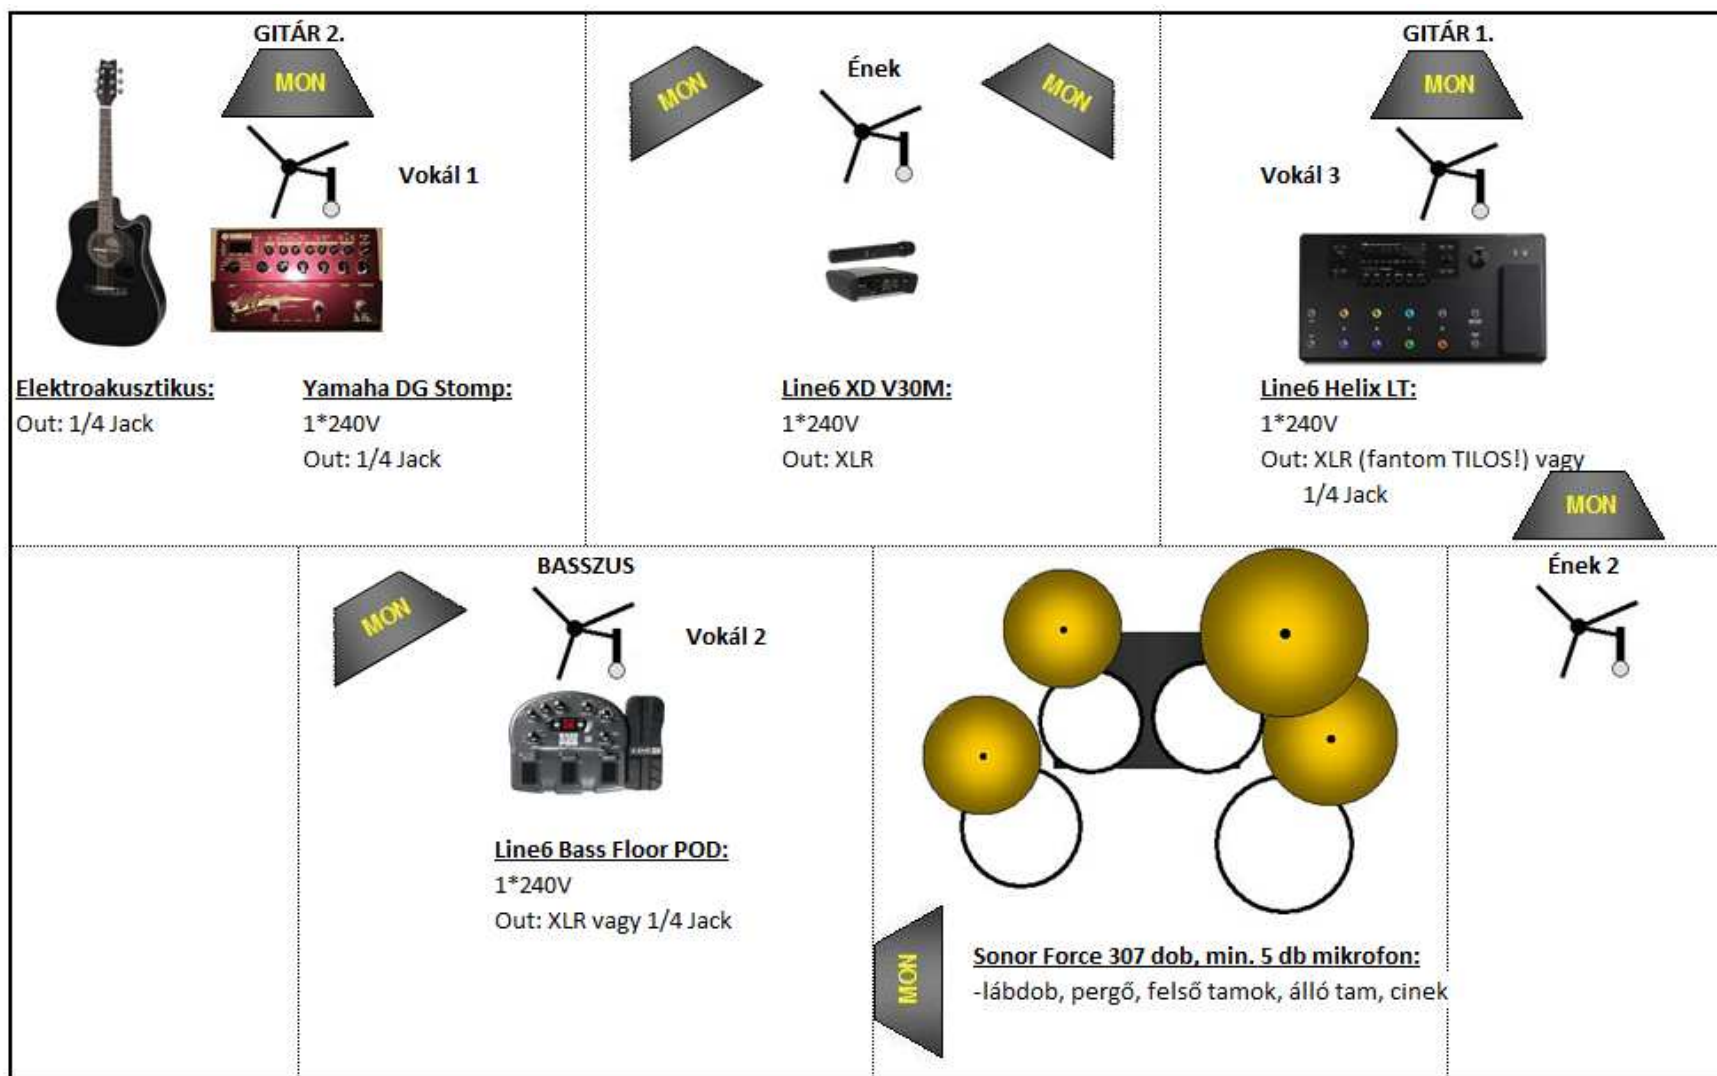 GITÁR 2.
MON
Vokál 1
Elektroakusztikus:
Out: 1/4 Jack
Yamaha DG Stomp:
1*240V
Out: 1/4 Jack
MON
Ének
MON
Line6 XD V30M:
1*240V
Out: XLR
GITÁR 1.
MON
Vokál 3
Line6 Helix LT:
1*240V
Out: XLR (fantom TILOS!) vagy
1/4 Jack
MON
BASSZUS
MON
Vokál 2
Line6 Bass Floor POD:
1*240V
Out: XLR vagy 1/4 Jack
MON
Sonor Force 307 dob, min. 5 db mikrofon:
-lábdob, pergő, felső tamok, álló tam, cinek
Ének 2